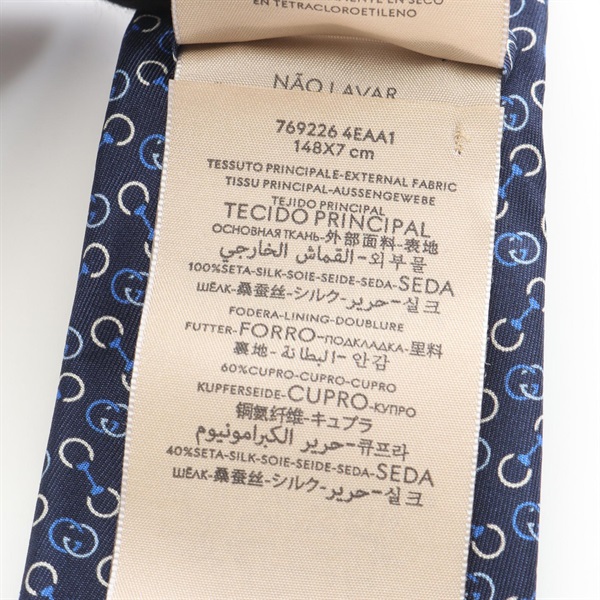 EN SECO
EN TETRACLOROETILENO
NÃO LAVAR
769226 4EAA1
148X7 cm
TESSUTO PRINCIPALE-EXTERNAL FABRIC
TISSU PRINCIPAL-AUSSENGEWEBE
TEJIDO PRINCIPAL
TECIDO PRINCIPAL
ОСНОВНАЯ ТКАНЬ-外部面料-表地
القماش الخارجي-외부물
100%SETA-SILK-SOIE-SEIDE-SEDA-SEDA
ШЁЛК-桑蚕丝-シルク-حرير-실크
FODERA-LINING-DOUBLURE
FUTTER-FORRO-ПОДКЛАДКА-里料
裏地-البطانة-안감
60%CUPRO-CUPRO-CUPRO
KUPFERSEIDE-CUPRO-КУПРО
铜氨纤维-キュプラ
حرير الكبرامونيوم-큐프라
40%SETA-SILK-SOIE-SEIDE-SEDA-SEDA
ШЁЛК-桑蚕丝-シルク-حرير-실크